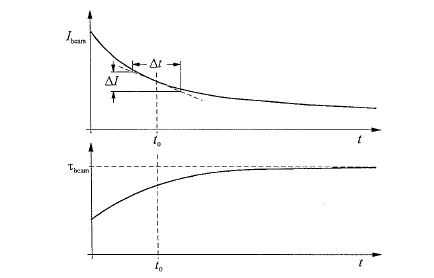 I_beam
Δt
ΔI
t₀
t
τ_beam
t₀
t